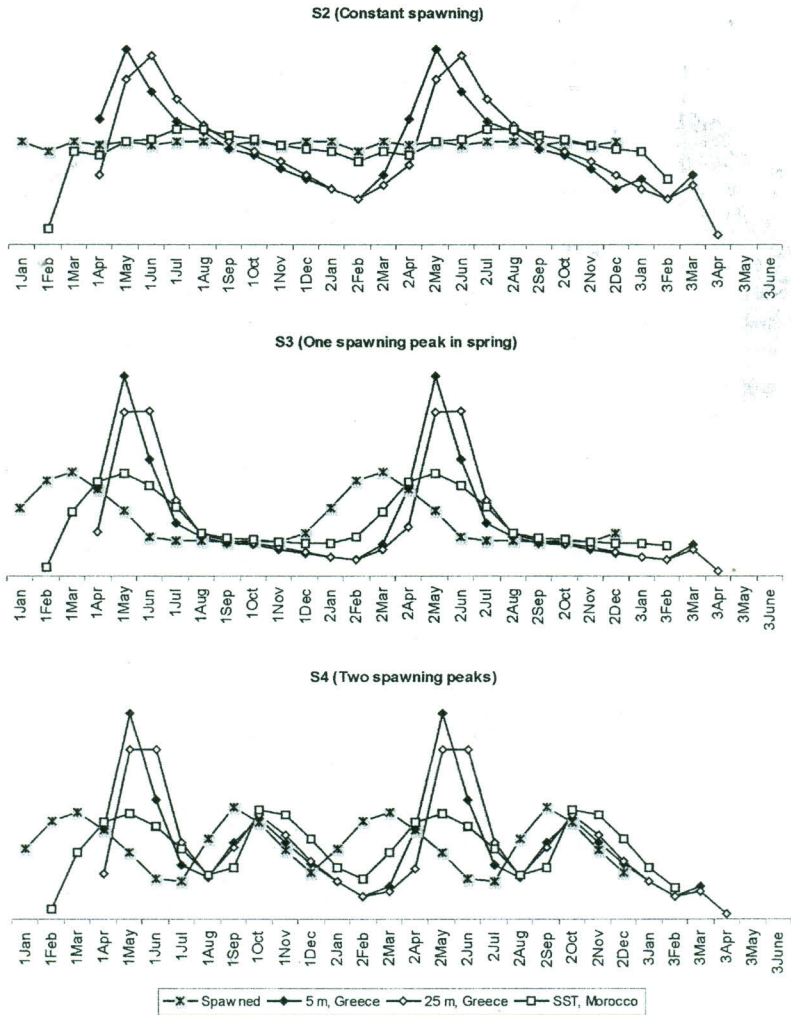 S2 (Constant spawning)
1Jan 1Feb 1Mar 1Apr 1May 1Jun 1Jul 1Aug 1Sep 1Oct 1Nov 1Dec 2Jan 2Feb 2Mar 2Apr 2May 2Jun 2Jul 2Aug 2Sep 2Oct 2Nov 2Dec 3Jan 3Feb 3Mar 3Apr 3May 3June
S3 (One spawning peak in spring)
1Jan 1Feb 1Mar 1Apr 1May 1Jun 1Jul 1Aug 1Sep 1Oct 1Nov 1Dec 2Jan 2Feb 2Mar 2Apr 2May 2Jun 2Jul 2Aug 2Sep 2Oct 2Nov 2Dec 3Jan 3Feb 3Mar 3Apr 3May 3June
S4 (Two spawning peaks)
1Jan 1Feb 1Mar 1Apr 1May 1Jun 1Jul 1Aug 1Sep 1Oct 1Nov 1Dec 2Jan 2Feb 2Mar 2Apr 2May 2Jun 2Jul 2Aug 2Sep 2Oct 2Nov 2Dec 3Jan 3Feb 3Mar 3Apr 3May 3June
Spawned 5 m, Greece 25 m, Greece SST, Morocco